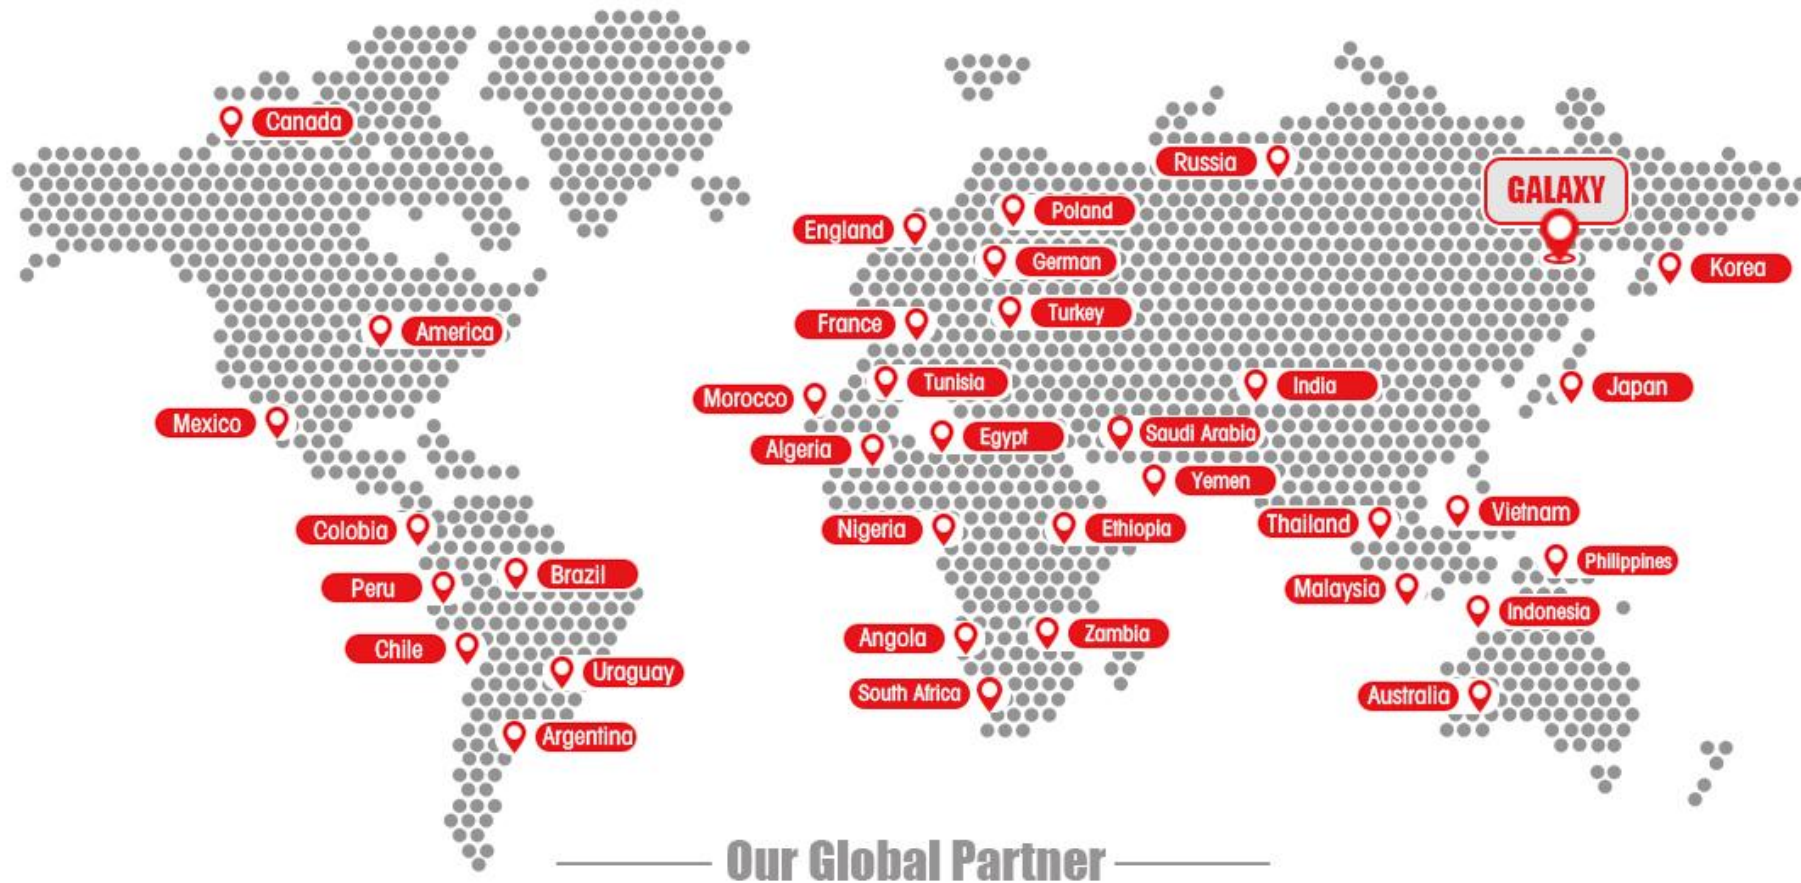 Canada
Russia
GALAXY
Poland
England
German
Korea
Turkey
France
America
Tunisia
India
Japan
Morocco
Mexico
Egypt
Saudi Arabia
Algeria
Yemen
Vietnam
Thailand
Colobia
Nigeria
Ethiopia
Philippines
Brazil
Peru
Malaysia
Indonesia
Zambia
Angola
Chile
Uraguay
South Africa
Australia
Argentina
Our Global Partner